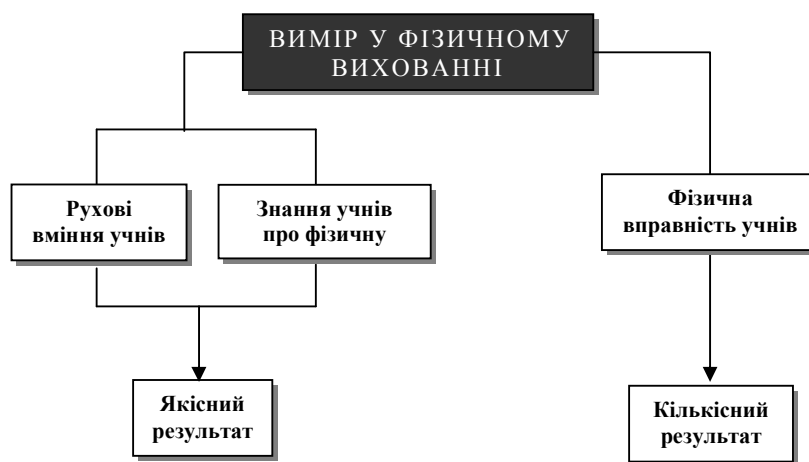 ВИМІР У ФІЗИЧНОМУ
ВИХОВАННІ
Рухові
вміння учнів
Знання учнів
про фізичну
Фізична
вправність учнів
Якісний
результат
Кількісний
результат